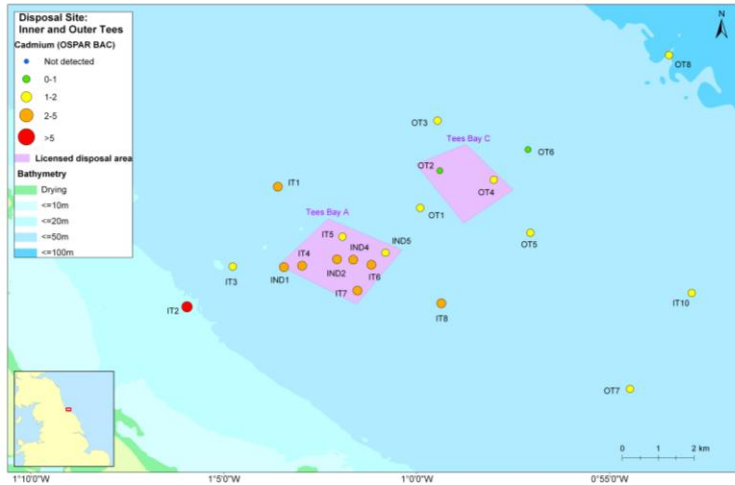 Disposal Site:
Inner and Outer Tees
Cadmium (OSPAR BAC)
Not detected
0-1
1-2
2-5
>5
Licensed disposal area
Bathymetry
Drying
<=10m
<=20m
<=50m
<=100m
N
OT8
OT3
Tees Bay C
OT6
OT2
OT4
IT1
OT1
Tees Bay A
OT5
IT5
IND4
IND5
IT4
IT3
IND1
IND2
IT6
IT7
IT2
IT8
IT10
OT7
0 1 2 km
1°10'0"W
1°5'0"W
1°0'0"W
0°55'0"W